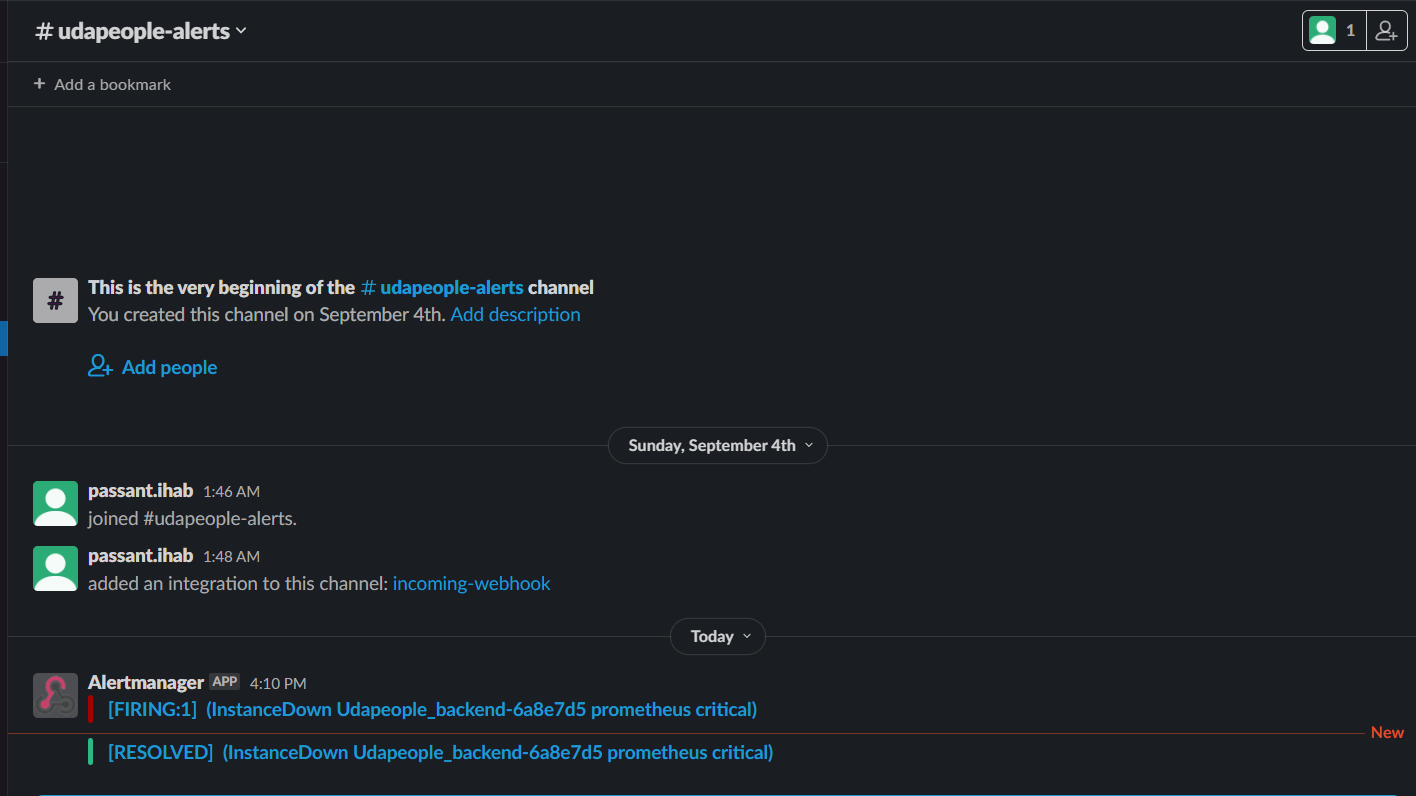 # udapeople-alerts
1
+ Add a bookmark
# This is the very beginning of the # udapeople-alerts channel
You created this channel on September 4th. Add description
Add people
Sunday, September 4th
passant.ihab 1:46 AM
joined #udapeople-alerts.
passant.ihab 1:48 AM
added an integration to this channel: incoming-webhook
Today
Alertmanager APP 4:10 PM
[FIRING:1] (InstanceDown Udapeople_backend-6a8e7d5 prometheus critical)
New
[RESOLVED] (InstanceDown Udapeople_backend-6a8e7d5 prometheus critical)